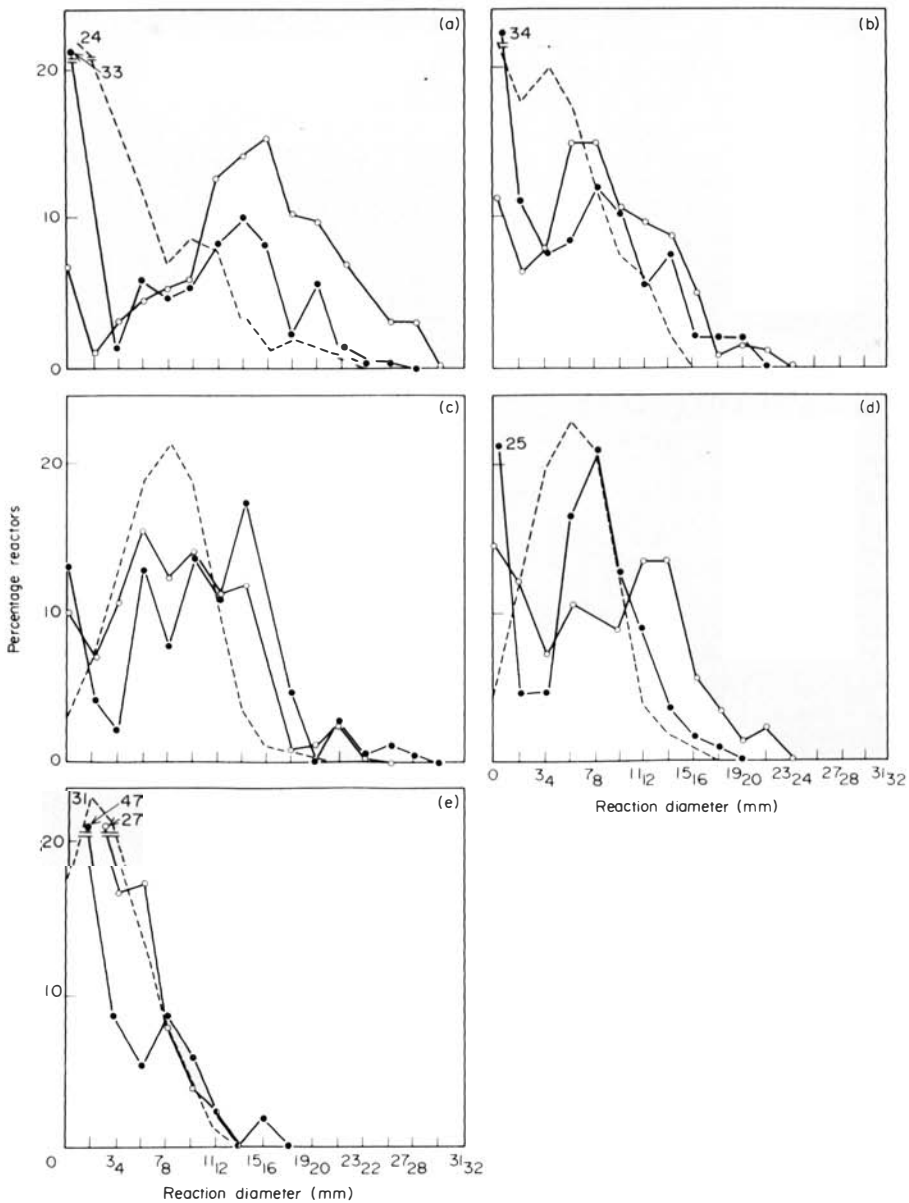 (a)
24
33
20
10
0
(b)
34
(c)
20
10
0
Percentage reactors
(d)
25
0 3 4 7 8 11 12 15 16 19 20 23 24 27 28 31 32
Reaction diameter (mm)
(e)
31
47
27
20
10
0 3 4 7 8 11 12 15 16 19 20 23 22 27 28 31 32
Reaction diameter (mm)